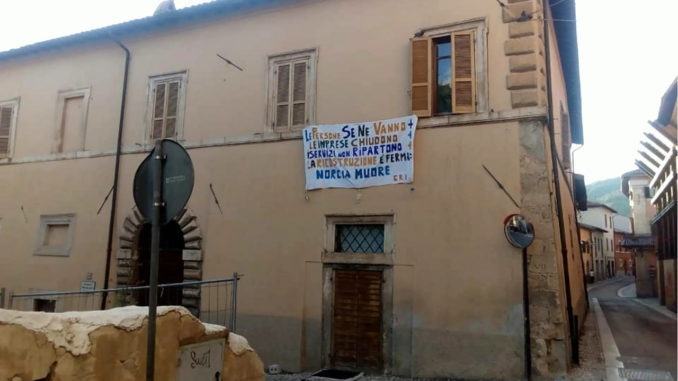 Le Persone Se Ne Vanno
Le IMPRESE CHIUDONO
I SERVIZI NON RIPARTONO
LA RICOSTRUZIONE È FERMA:
NORCIA MUORE